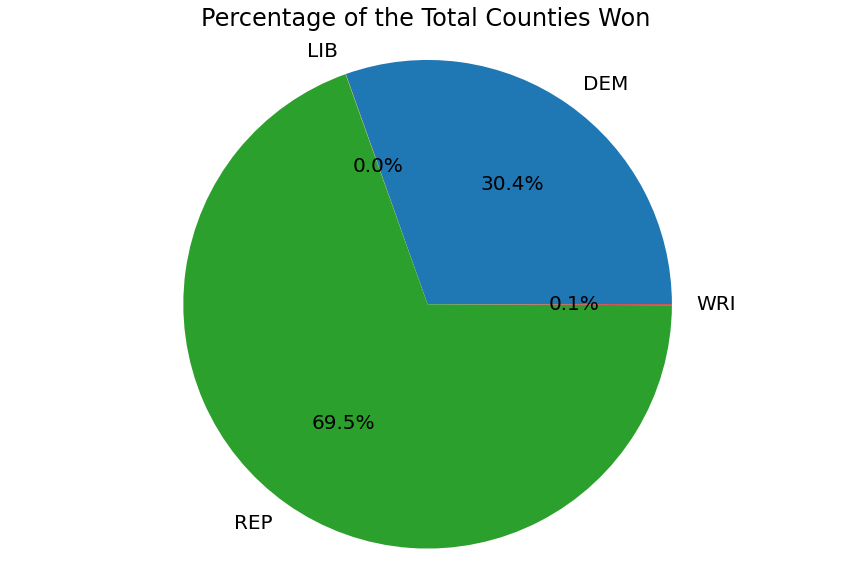 Percentage of the Total Counties Won
LIB
DEM
0.0%
30.4%
0.1%
WRI
69.5%
REP